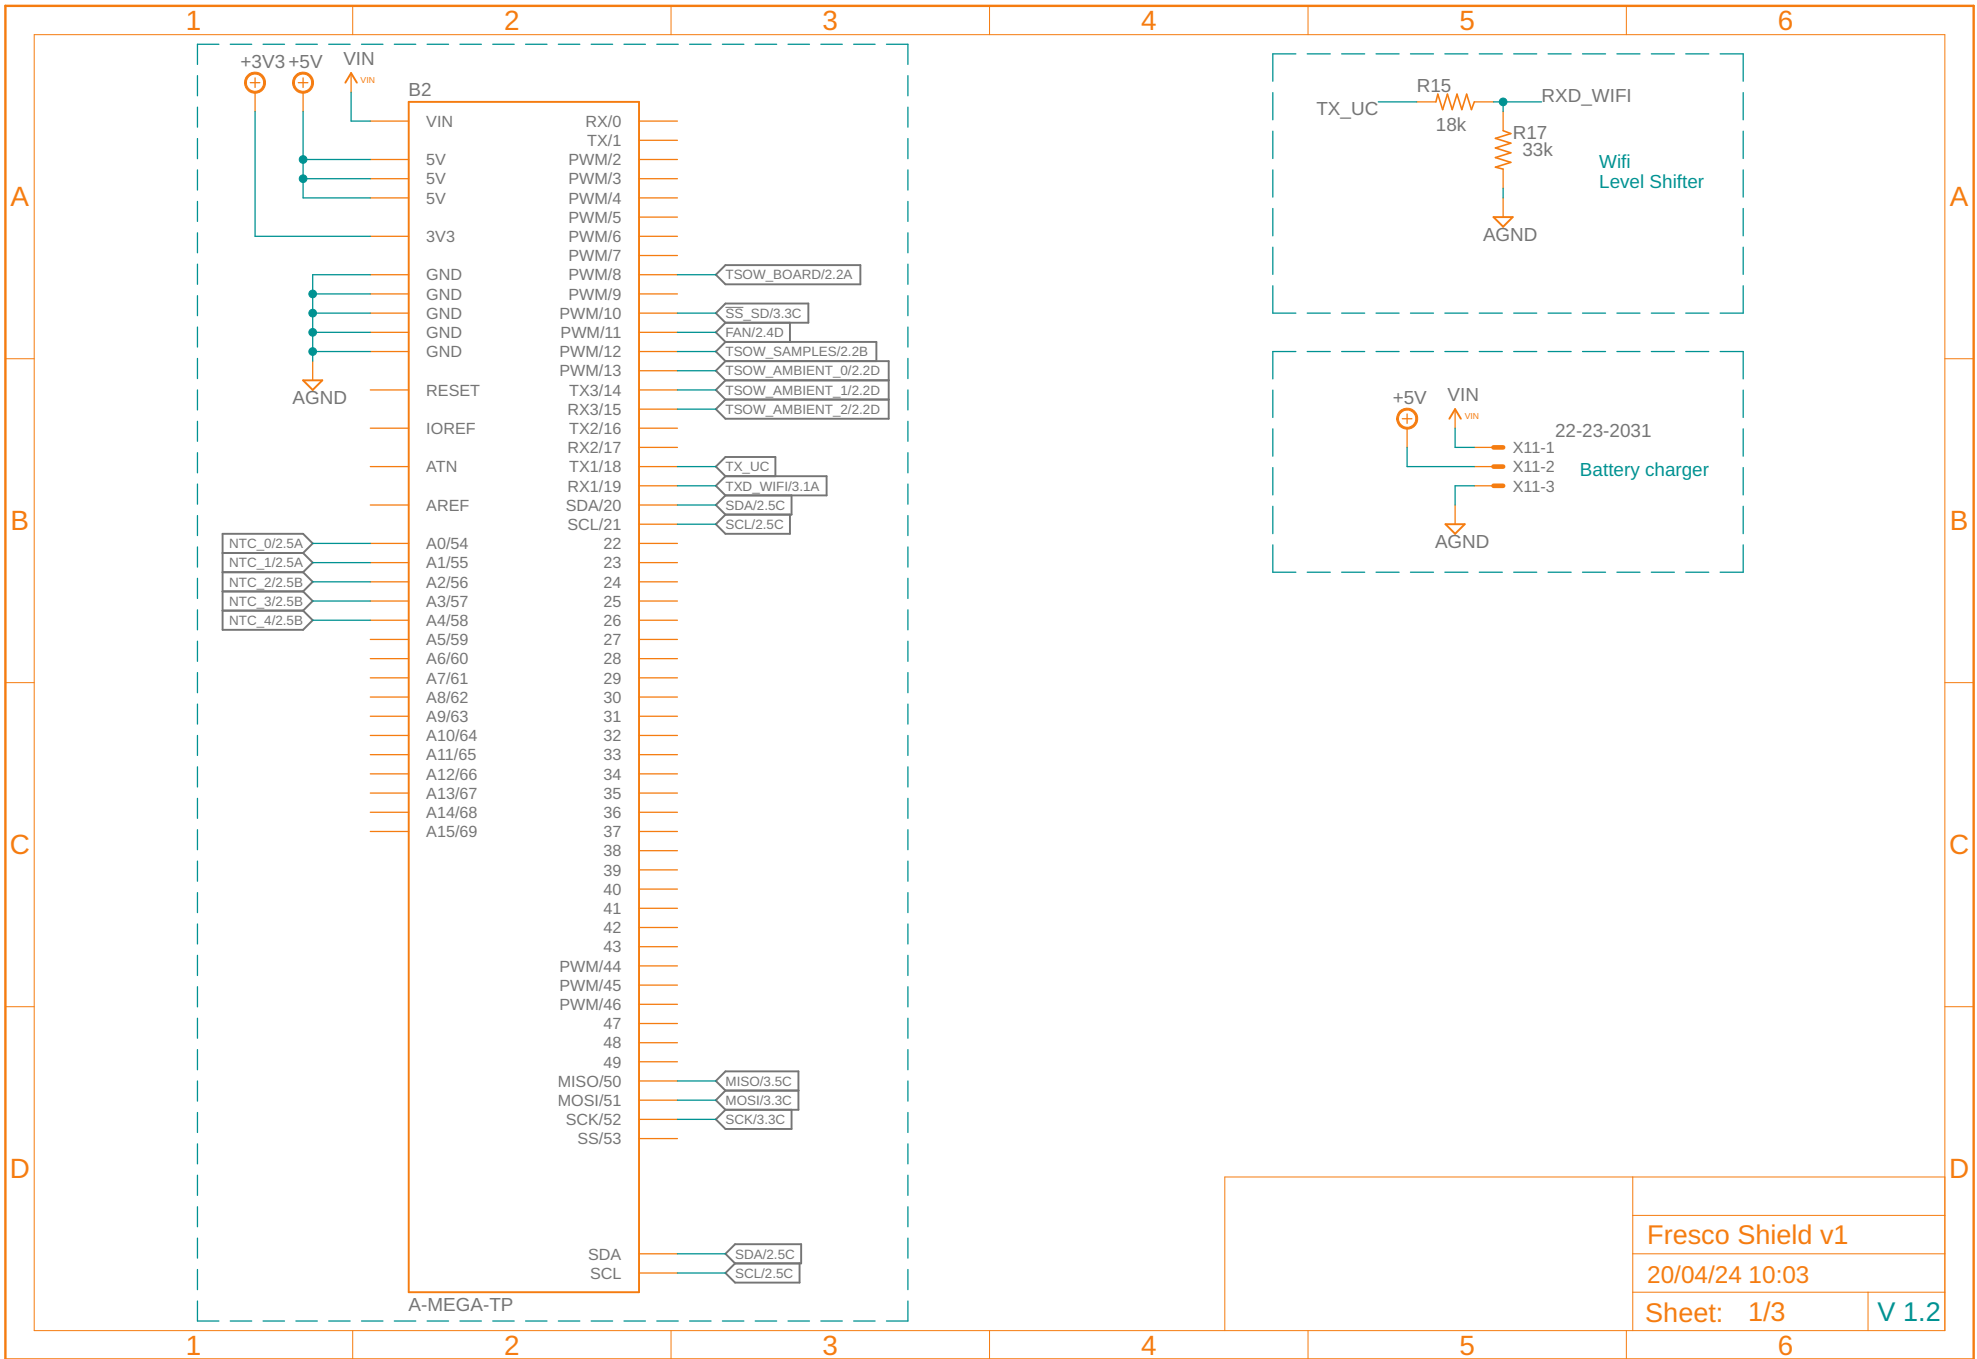 1 2 3 4 5 6
A
B
C
D
+3V3 +5V VIN
VIN
B2
VIN
5V
5V
5V
3V3
GND
GND
GND
GND
GND
AGND
RESET
IOREF
ATN
AREF
NTC_0/2.5A A0/54
NTC_1/2.5A A1/55
NTC_2/2.5B A2/56
NTC_3/2.5B A3/57
NTC_4/2.5B A4/58
A5/59
A6/60
A7/61
A8/62
A9/63
A10/64
A11/65
A12/66
A13/67
A14/68
A15/69
RX/0
TX/1
PWM/2
PWM/3
PWM/4
PWM/5
PWM/6
PWM/7
PWM/8 TSOW_BOARD/2.2A
PWM/9
PWM/10 SS_SD/3.3C
PWM/11 FAN/2.4D
PWM/12 TSOW_SAMPLES/2.2B
PWM/13 TSOW_AMBIENT_0/2.2D
TX3/14 TSOW_AMBIENT_1/2.2D
RX3/15 TSOW_AMBIENT_2/2.2D
TX2/16
RX2/17
TX1/18 TX_UC
RX1/19 TXD_WIFI/3.1A
SDA/20 SDA/2.5C
SCL/21 SCL/2.5C
22
23
24
25
26
27
28
29
30
31
32
33
34
35
36
37
38
39
40
41
42
43
PWM/44
PWM/45
PWM/46
47
48
49
MISO/50 MISO/3.5C
MOSI/51 MOSI/3.3C
SCK/52 SCK/3.3C
SS/53
SDA SDA/2.5C
SCL SCL/2.5C
A-MEGA-TP
R15
TX_UC
RXD_WIFI
18k
R17
33k
Wifi
Level Shifter
AGND
+5V VIN
VIN
22-23-2031
X11-1
X11-2
X11-3
Battery charger
AGND
A
B
C
D
Fresco Shield v1
20/04/24 10:03
Sheet: 1/3 V 1.2
1 2 3 4 5 6